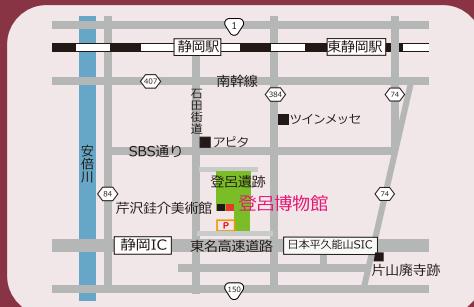 1
静岡駅
東静岡駅
407
南幹線
石田街道
384
74
ツインメッセ
アピタ
SBS通り
安倍川
登呂遺跡
84
芹沢銈介美術館
登呂博物館
74
P
静岡IC
東名高速道路
日本平久能山SIC
片山廃寺跡
150